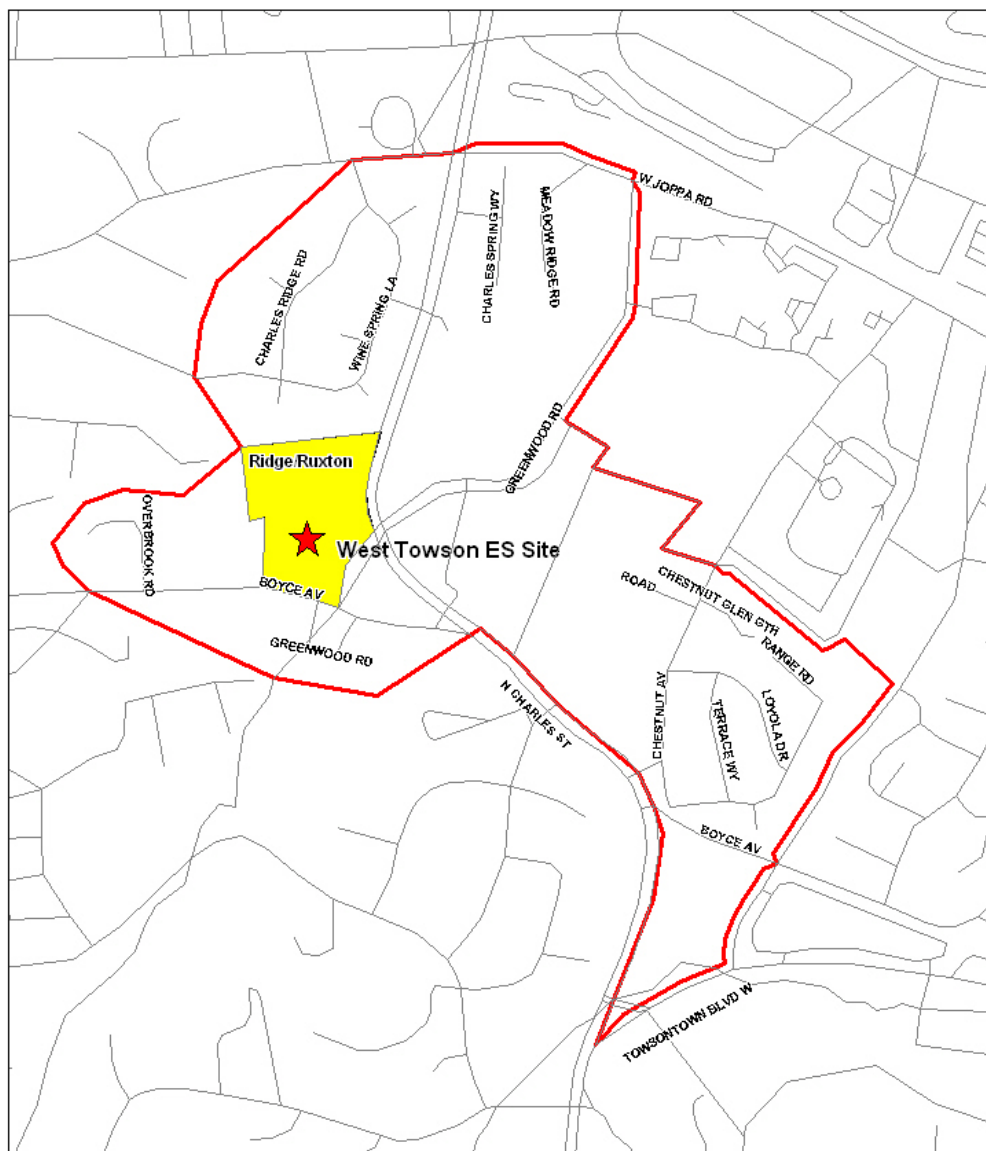 W JOPPA RD
CHARLES SPRING WY
MEADOW RIDGE RD
CHARLES RIDGE RD
WINE SPRING LA
GREENWOOD RD
Ridge/Ruxton
OVERBROOK RD
West Towson ES Site
BOYCE AV
GREENWOOD RD
CHESTNUT GLEN GTH
ROAD
RANGE RD
N CHARLES ST
CHESTNUT AV
TERRACE WY
LOYOLA DR
BOYCE AV
TOWSONTOWN BLVD W